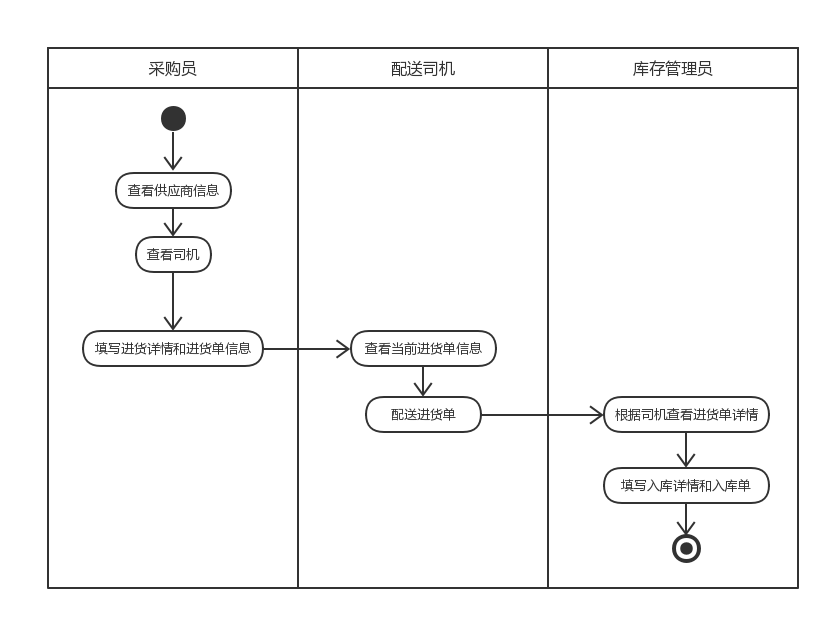 采购员
配送司机
库存管理员
查看供应商信息
查看司机
填写进货详情和进货单信息
查看当前进货单信息
配送进货单
根据司机查看进货单详情
填写入库详情和入库单